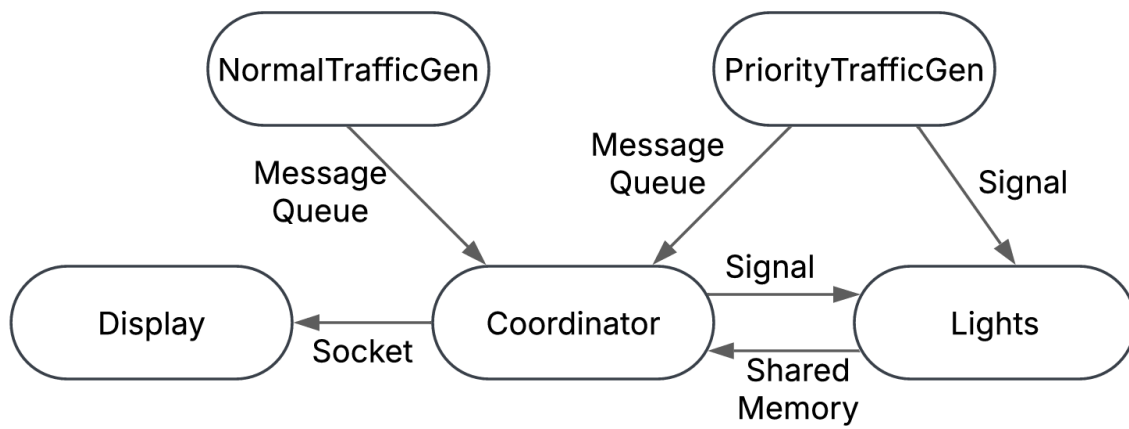 NormalTrafficGen
PriorityTrafficGen
Message
Queue
Message
Queue
Signal
Signal
Display
Coordinator
Lights
Socket
Shared
Memory